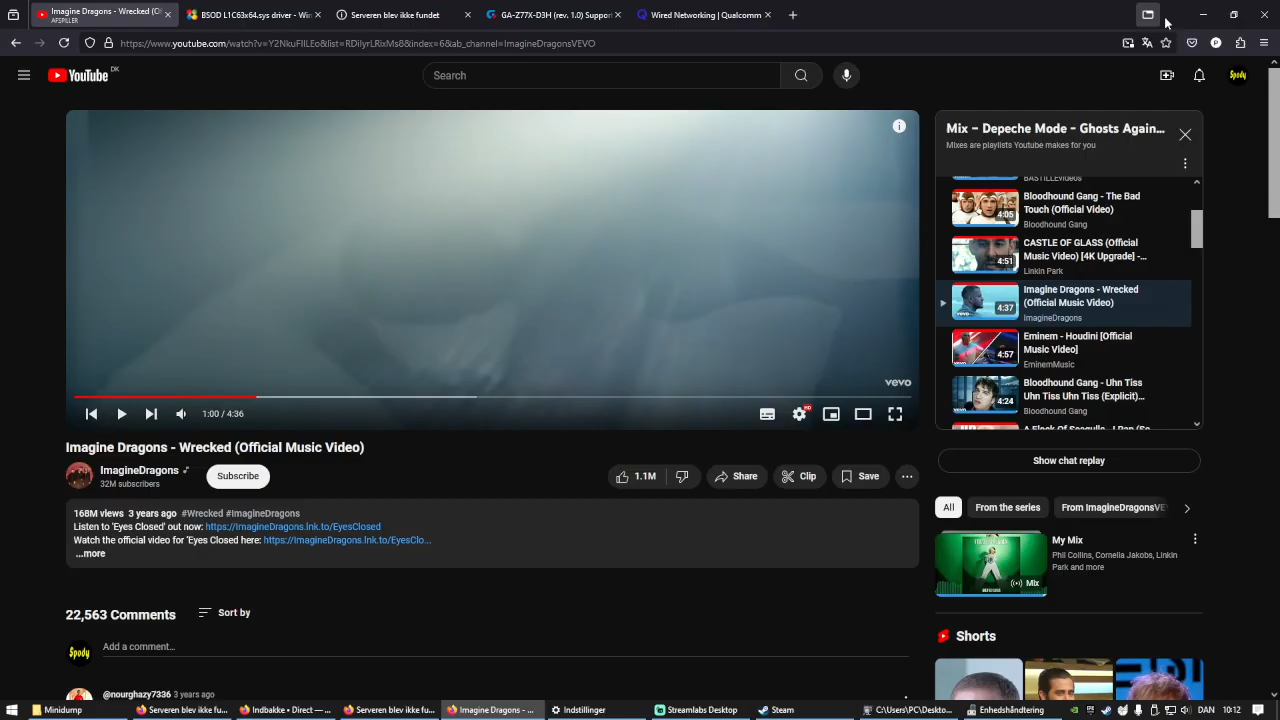 Imagine Dragons - Wrecked (O
AFSPILLER
BSOD L1C63x64.sys driver - Wi
Serveren blev ikke fundet
GA-Z77X-D3H (rev. 1.0) Suppor
Wired Networking | Qualcomm
https://www.youtube.com/watch?v=Y2NkuFIlLEo&list=RDiIyrLRixMs8&index=6&ab_channel=ImagineDragonsVEVO
YouTube DK
Search
Spody
vevo
1:00 / 4:36
HD
Imagine Dragons - Wrecked (Official Music Video)
ImagineDragons
32M subscribers
Subscribe
1.1M
Share
Clip
Save
168M views 3 years ago #Wrecked #ImagineDragons
Listen to 'Eyes Closed' out now: https://ImagineDragons.lnk.to/EyesClosed
Watch the official video for 'Eyes Closed here: https://ImagineDragons.lnk.to/EyesClo...
...more
22,563 Comments
Sort by
Spody
Add a comment...
@nourghazy7336 3 years ago
Mix – Depeche Mode - Ghosts Again...
Mixes are playlists Youtube makes for you
BASTILLEvideos
4:05
Bloodhound Gang - The Bad
Touch (Official Video)
Bloodhound Gang
4:51
CASTLE OF GLASS (Official
Music Video) [4K Upgrade] -...
Linkin Park
4:37
Imagine Dragons - Wrecked
(Official Music Video)
ImagineDragons
4:57
Eminem - Houdini [Official
Music Video]
EminemMusic
4:24
Bloodhound Gang - Uhn Tiss
Uhn Tiss Uhn Tiss (Explicit)...
Bloodhound Gang
A Flock Of Seagulls - I Ran (So
Show chat replay
All
From the series
From ImagineDragonsVE
Mix
My Mix
Phil Collins, Cornelia Jakobs, Linkin
Park and more
Shorts
Minidump
Serveren blev ikke fu...
Indbakke • Direct — ...
Serveren blev ikke fu...
Imagine Dragons - ...
Indstillinger
Streamlabs Desktop
Steam
C:\Users\PC\Deskto...
Enhedshåndtering
DAN
10:12